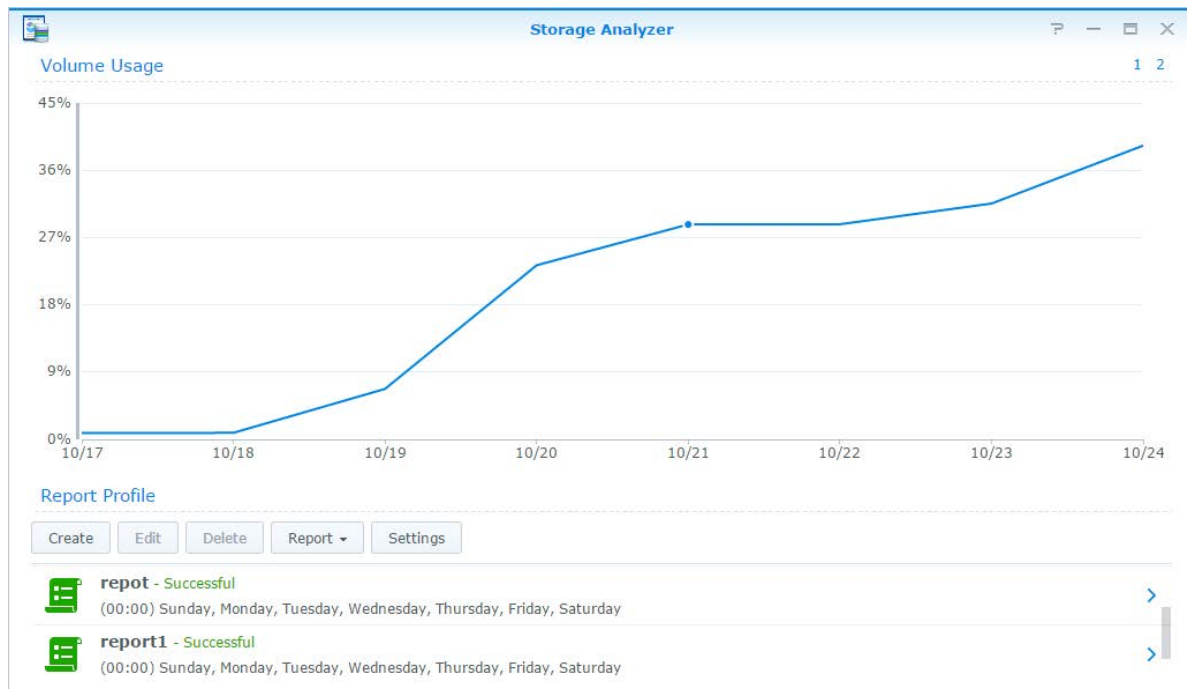 Storage Analyzer
Volume Usage 1 2
45%
36%
27%
18%
9%
0%
10/17 10/18 10/19 10/20 10/21 10/22 10/23 10/24
Report Profile
Create Edit Delete Report Settings
repot - Successful
(00:00) Sunday, Monday, Tuesday, Wednesday, Thursday, Friday, Saturday
report1 - Successful
(00:00) Sunday, Monday, Tuesday, Wednesday, Thursday, Friday, Saturday